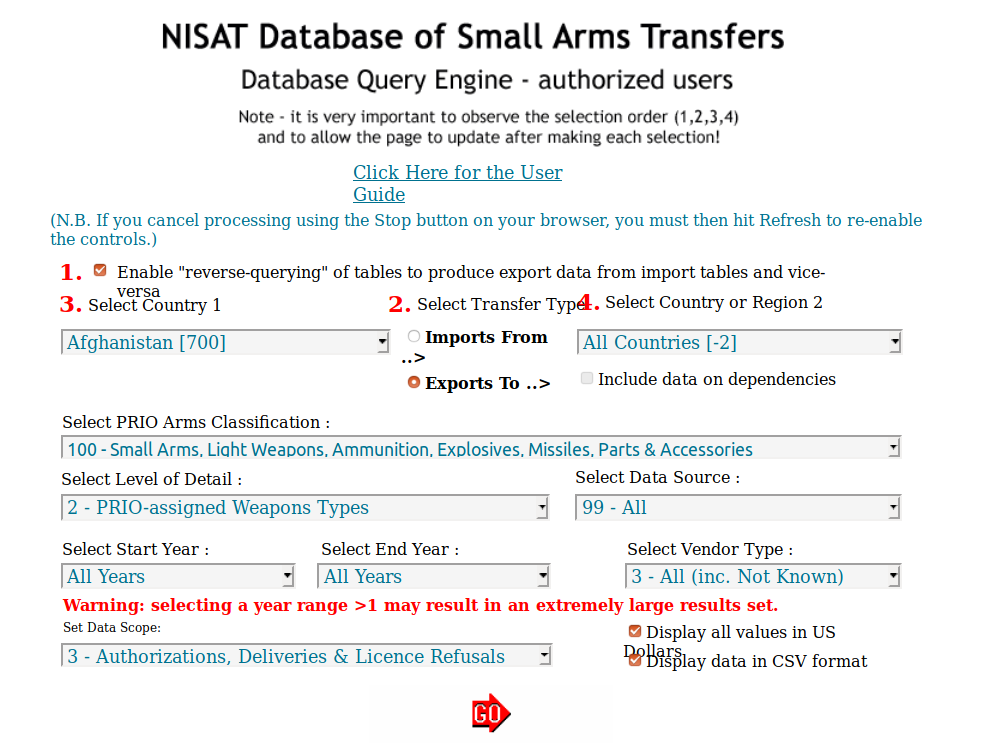 NISAT Database of Small Arms Transfers
Database Query Engine - authorized users
Note - it is very important to observe the selection order (1,2,3,4)
and to allow the page to update after making each selection!
Click Here for the User
Guide
(N.B. If you cancel processing using the Stop button on your browser, you must then hit Refresh to re-enable
the controls.)
1. Enable "reverse-querying" of tables to produce export data from import tables and vice-
versa
3. Select Country 1
2. Select Transfer Type
4. Select Country or Region 2
Afghanistan [700]
Imports From
..>
All Countries [-2]
Exports To ..>
Include data on dependencies
Select PRIO Arms Classification :
100 - Small Arms, Light Weapons, Ammunition, Explosives, Missiles, Parts & Accessories
Select Level of Detail :
Select Data Source :
2 - PRIO-assigned Weapons Types
99 - All
Select Start Year :
Select End Year :
Select Vendor Type :
All Years
All Years
3 - All (inc. Not Known)
Warning: selecting a year range >1 may result in an extremely large results set.
Set Data Scope:
Display all values in US
Dollars
3 - Authorizations, Deliveries & Licence Refusals
Display data in CSV format
GO